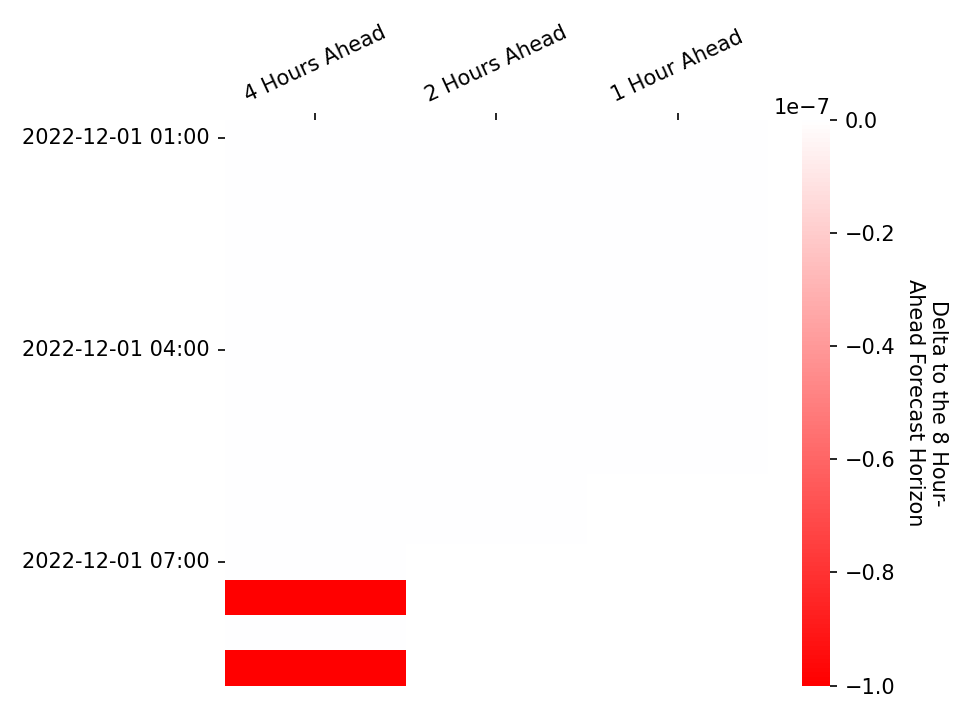 4 Hours Ahead
2 Hours Ahead
1 Hour Ahead
1e−7
2022-12-01 01:00
2022-12-01 04:00
2022-12-01 07:00
0.0
−0.2
−0.4
−0.6
−0.8
−1.0
Delta to the 8 Hour-
Ahead Forecast Horizon